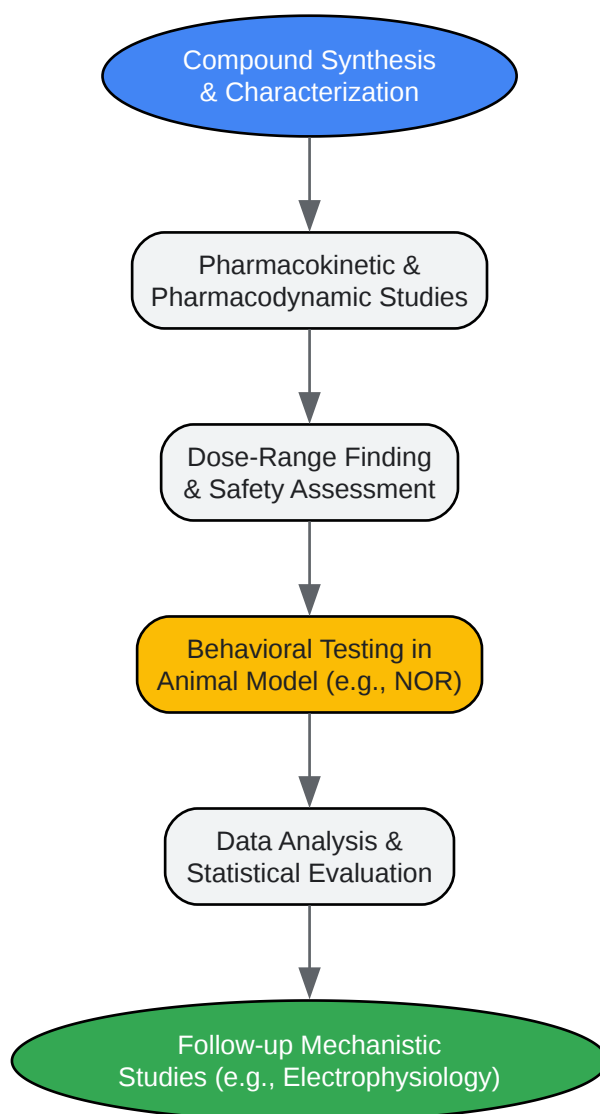 Compound Synthesis
& Characterization
Pharmacokinetic &
Pharmacodynamic Studies
Dose-Range Finding
& Safety Assessment
Behavioral Testing in
Animal Model (e.g., NOR)
Data Analysis &
Statistical Evaluation
Follow-up Mechanistic
Studies (e.g., Electrophysiology)